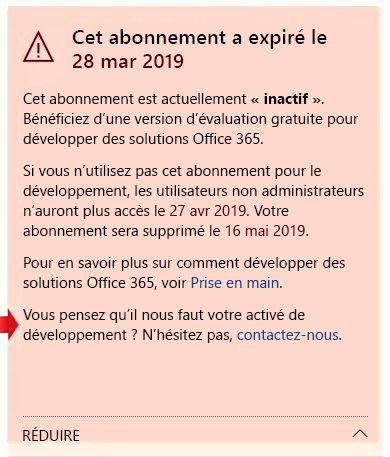 Cet abonnement a expiré le
28 mar 2019
Cet abonnement est actuellement « inactif ».
Bénéficiez d’une version d’évaluation gratuite pour
développer des solutions Office 365.
Si vous n’utilisez pas cet abonnement pour le
développement, les utilisateurs non administrateurs
n’auront plus accès le 27 avr 2019. Votre
abonnement sera supprimé le 16 mai 2019.
Pour en savoir plus sur comment développer des
solutions Office 365, voir Prise en main.
Vous pensez qu’il nous faut votre activé de
développement ? N’hésitez pas, contactez-nous.
RÉDUIRE